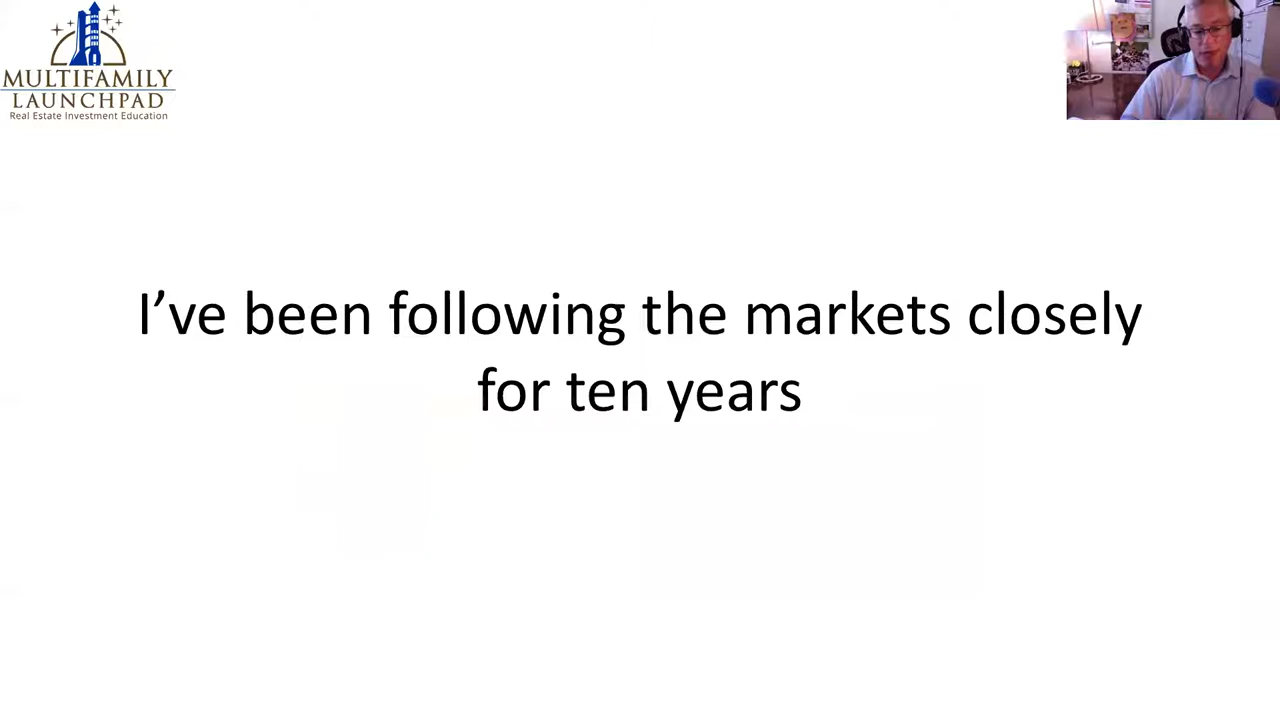 MULTIFAMILY
LAUNCHPAD
Real Estate Investment Education
I’ve been following the markets closely
for ten years